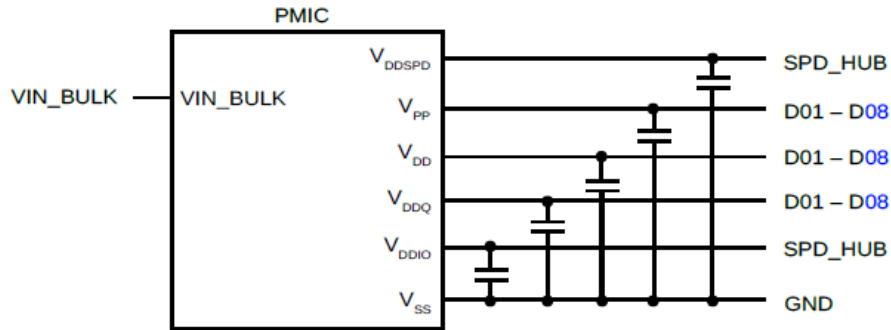 PMIC
VIN_BULK VIN_BULK
VDDSPD SPD_HUB
VPP D01 – D08
VDD D01 – D08
VDDQ D01 – D08
VDDIO SPD_HUB
VSS GND